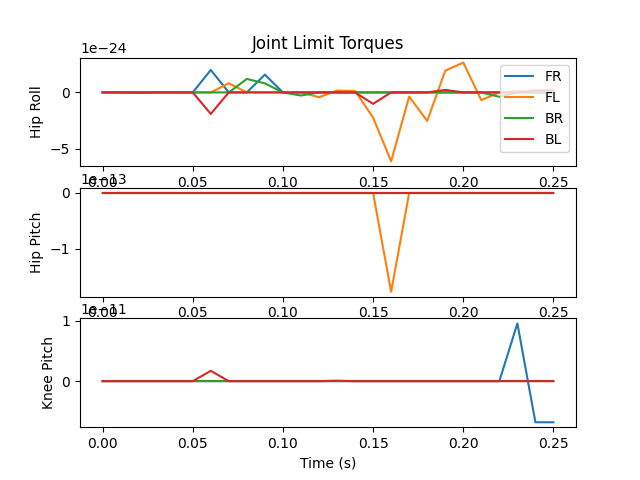 Joint Limit Torques
1e−24
Hip Roll
0
−5
FR
FL
BR
BL
0.00 0.05 0.10 0.15 0.20 0.25
1e−13
Hip Pitch
0
−1
0.00 0.05 0.10 0.15 0.20 0.25
1e−11
Knee Pitch
1
0
0.00 0.05 0.10 0.15 0.20 0.25
Time (s)